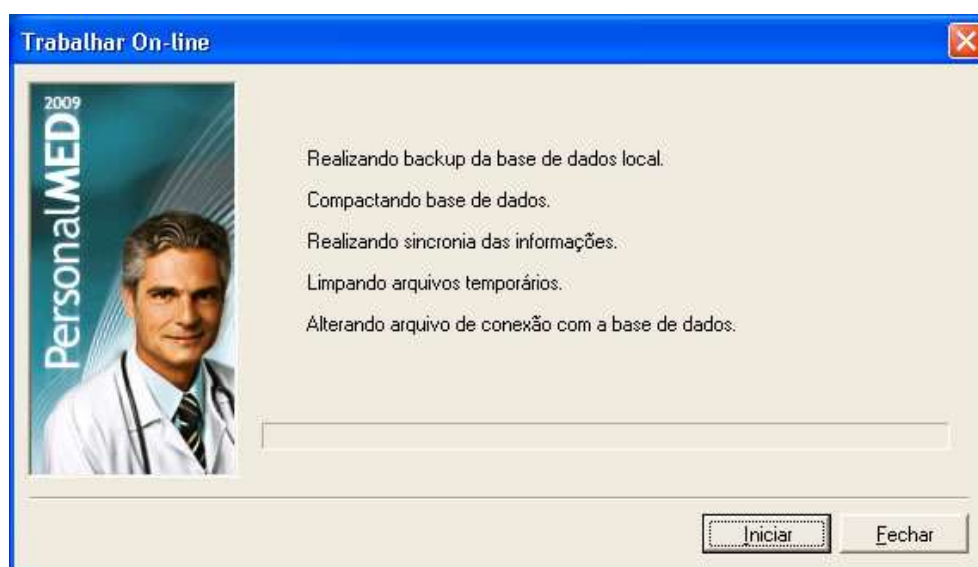 Trabalhar On-line
PersonalMED 2009
Realizando backup da base de dados local.
Compactando base de dados.
Realizando sincronia das informações.
Limpando arquivos temporários.
Alterando arquivo de conexão com a base de dados.
Iniciar
Fechar